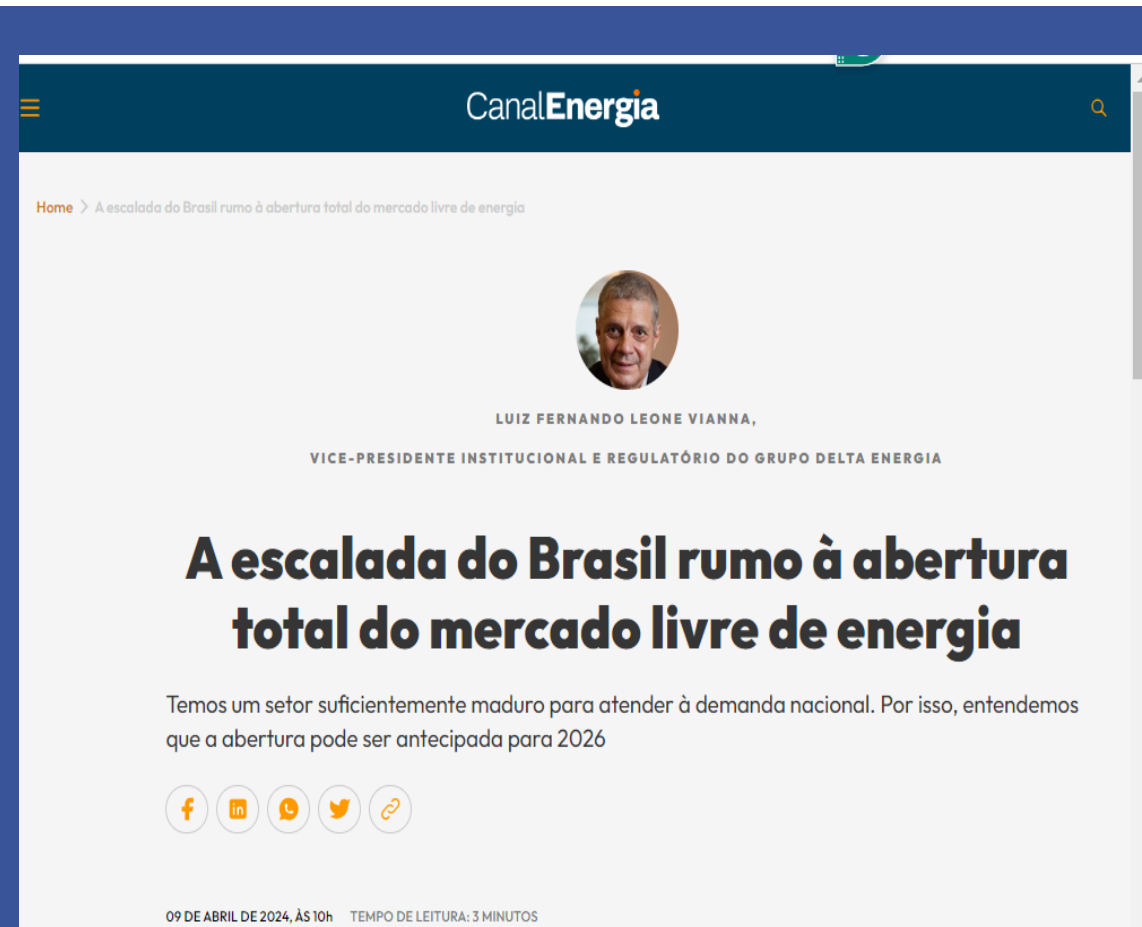 CanalEnergia
Home > A escalada do Brasil rumo à abertura total do mercado livre de energia
LUIZ FERNANDO LEONE VIANNA,
VICE-PRESIDENTE INSTITUCIONAL E REGULATÓRIO DO GRUPO DELTA ENERGIA
A escalada do Brasil rumo à abertura
total do mercado livre de energia
Temos um setor suficientemente maduro para atender à demanda nacional. Por isso, entendemos
que a abertura pode ser antecipada para 2026
09 DE ABRIL DE 2024, ÀS 10h TEMPO DE LEITURA: 3 MINUTOS